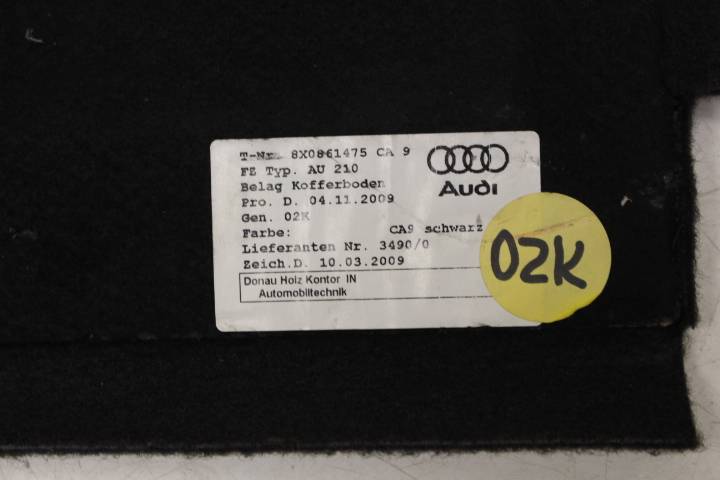 T-Nr. 8X0861475 CA 9
FZ Typ. AU 210
Belag Kofferboden
Pro. D. 04.11.2009
Gen. 02K
Farbe: CA9 schwarz
Lieferanten Nr. 3490/0
Zeich.D. 10.03.2009
Donau Holz Kontor IN
Automobiltechnik
Audi
02K